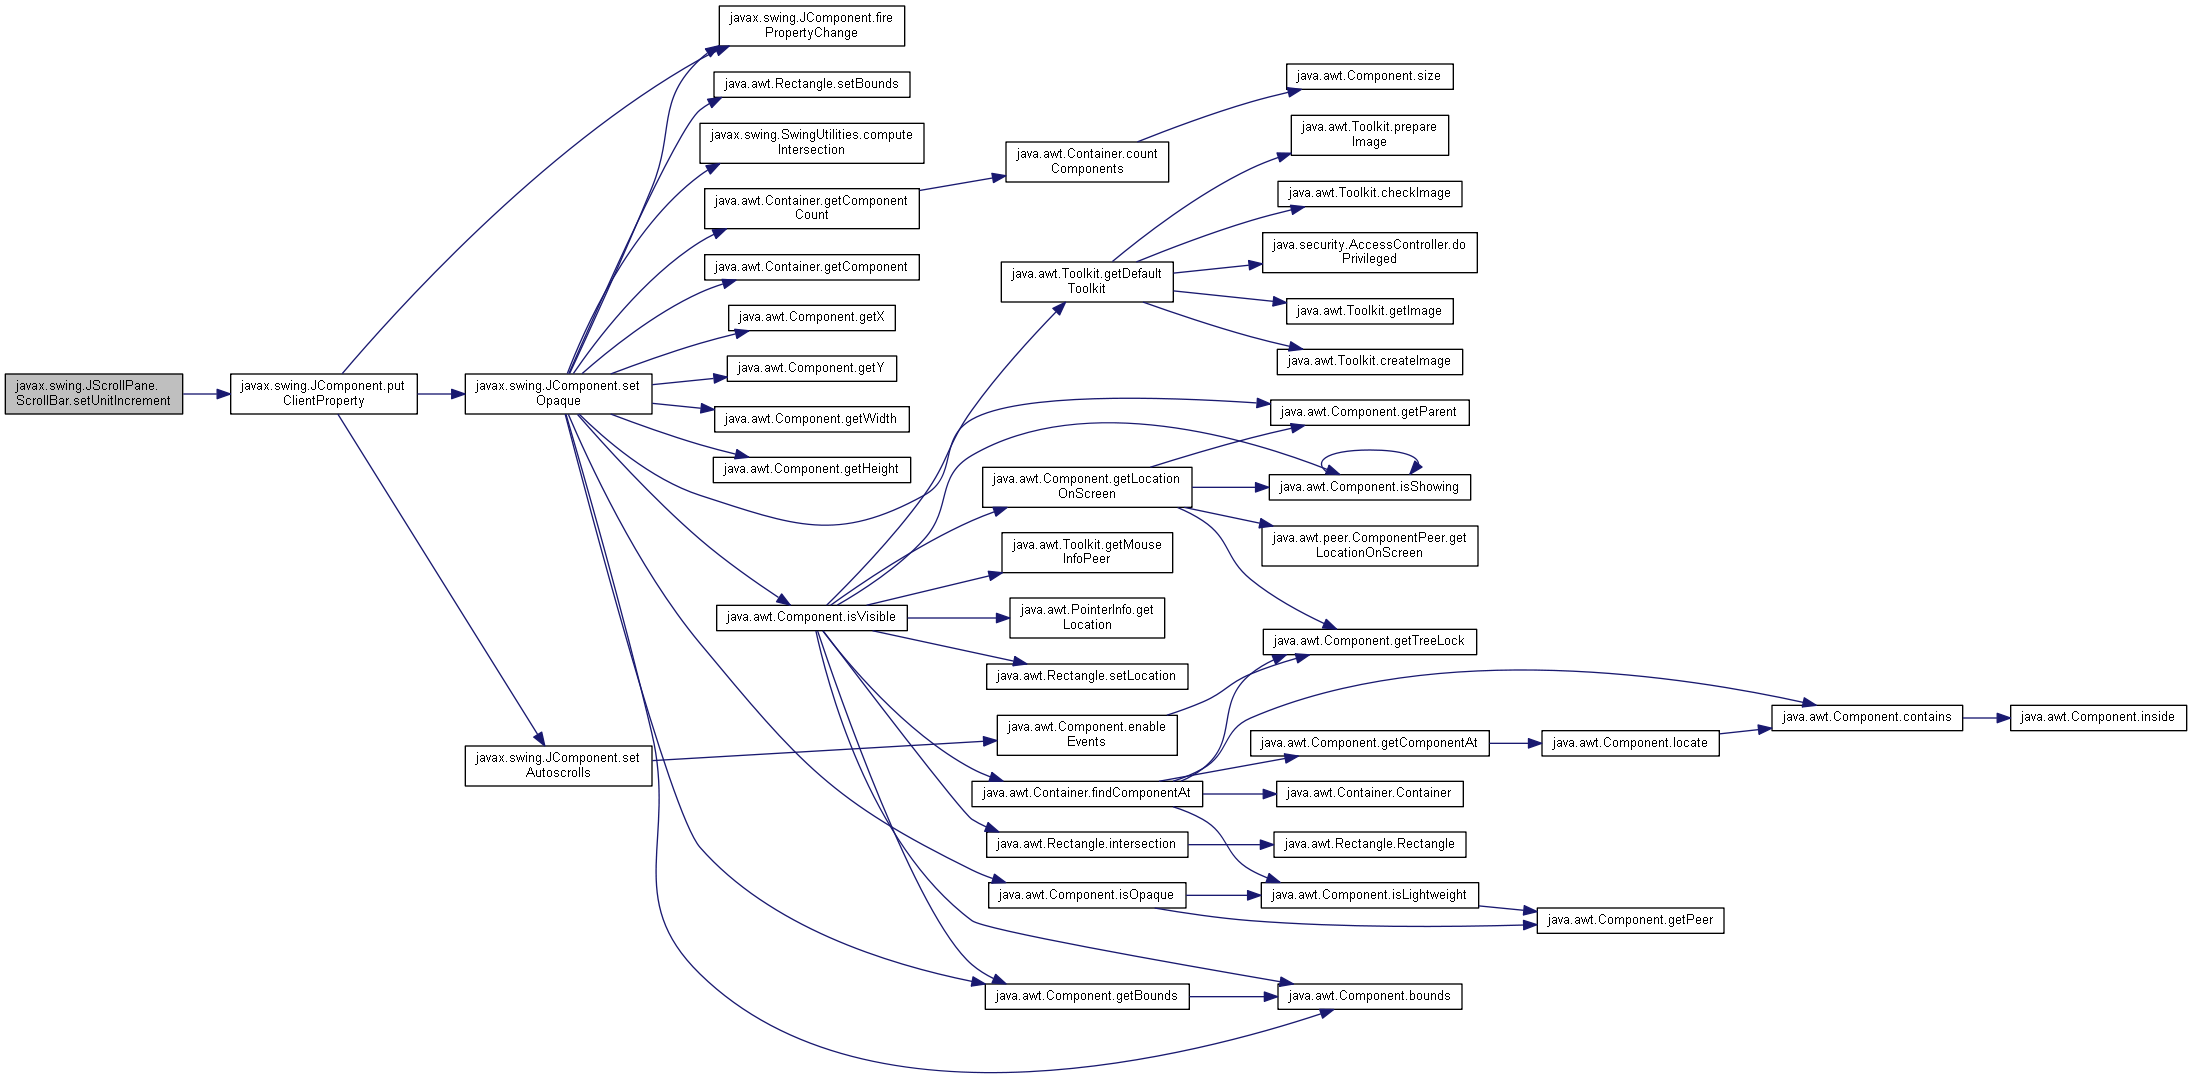 javax.swing.JScrollPane.
ScrollBar.setUnitIncrement
javax.swing.JComponent.put
ClientProperty
javax.swing.JComponent.set
Opaque
javax.swing.JComponent.set
Autoscrolls
javax.swing.JComponent.fire
PropertyChange
java.awt.Rectangle.setBounds
javax.swing.SwingUtilities.compute
Intersection
java.awt.Container.getComponent
Count
java.awt.Container.getComponent
java.awt.Component.getX
java.awt.Component.getY
java.awt.Component.getWidth
java.awt.Component.getHeight
java.awt.Component.isVisible
java.awt.Container.count
Components
java.awt.Toolkit.getDefault
Toolkit
java.awt.Component.getLocation
OnScreen
java.awt.Toolkit.getMouse
InfoPeer
java.awt.PointerInfo.get
Location
java.awt.Rectangle.setLocation
java.awt.Component.enable
Events
java.awt.Container.findComponentAt
java.awt.Rectangle.intersection
java.awt.Component.isOpaque
java.awt.Component.getBounds
java.awt.Component.size
java.awt.Toolkit.prepare
Image
java.awt.Toolkit.checkImage
java.security.AccessController.do
Privileged
java.awt.Toolkit.getImage
java.awt.Toolkit.createImage
java.awt.Component.getParent
java.awt.Component.isShowing
java.awt.peer.ComponentPeer.get
LocationOnScreen
java.awt.Component.getTreeLock
java.awt.Component.getComponentAt
java.awt.Container.Container
java.awt.Rectangle.Rectangle
java.awt.Component.isLightweight
java.awt.Component.bounds
java.awt.Component.locate
java.awt.Component.getPeer
java.awt.Component.contains
java.awt.Component.inside